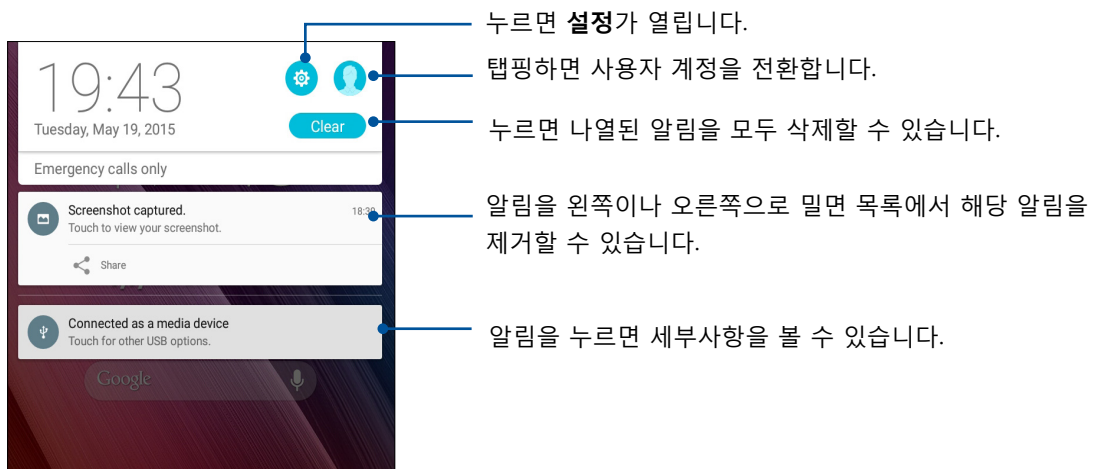 누르면 설정가 열립니다.
탭핑하면 사용자 계정을 전환합니다.
누르면 나열된 알림을 모두 삭제할 수 있습니다.
알림을 왼쪽이나 오른쪽으로 밀면 목록에서 해당 알림을
제거할 수 있습니다.
알림을 누르면 세부사항을 볼 수 있습니다.
19:43
Tuesday, May 19, 2015
Clear
Emergency calls only
Screenshot captured.
Touch to view your screenshot.
Share
Connected as a media device
Touch for other USB options.
Google